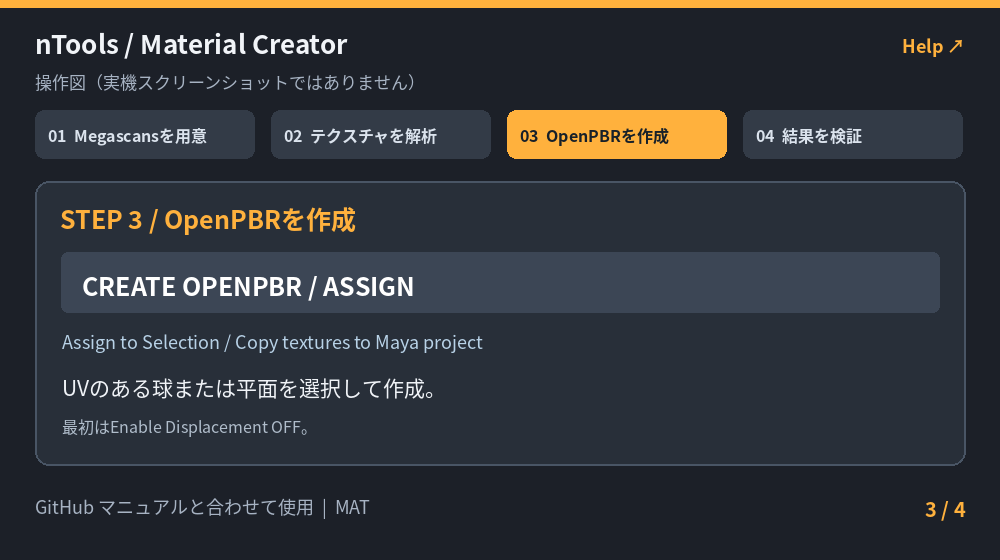 nTools / Material Creator
Help ↗
操作図（実機スクリーンショットではありません）
01 Megascansを用意
02 テクスチャを解析
03 OpenPBRを作成
04 結果を検証
STEP 3 / OpenPBRを作成
CREATE OPENPBR / ASSIGN
Assign to Selection / Copy textures to Maya project
UVのある球または平面を選択して作成。
最初はEnable Displacement OFF。
GitHub マニュアルと合わせて使用 | MAT
3 / 4